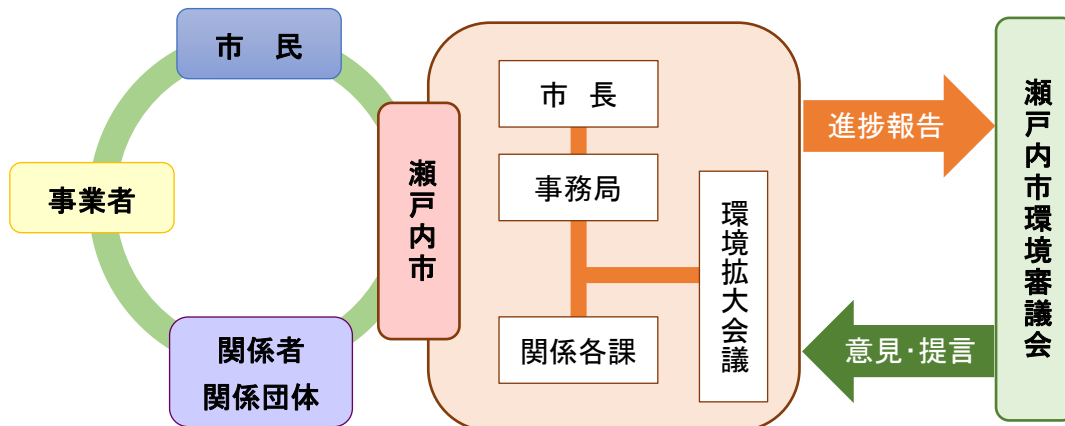 市　民
事業者
関係者
関係団体
瀬戸内市
市　長
事務局
関係各課
環境拡大会議
進捗報告
意見・提言
瀬戸内市環境審議会